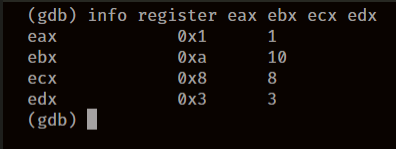 (gdb) info register eax ebx ecx edx
eax 0x1 1
ebx 0xa 10
ecx 0x8 8
edx 0x3 3
(gdb)